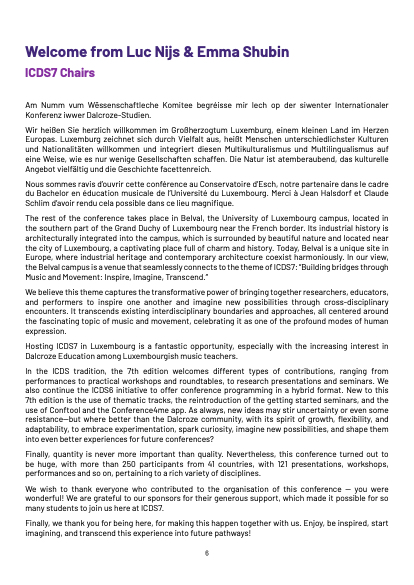 Welcome from Luc Nijs & Emma Shubin
ICDS7 Chairs
Am Numm vum Wëssenschaftleche Komitee begréisse mir Iech op der siwenter Internationaler
Konferenz iwwer Dalcroze-Studien.
Wir heißen Sie herzlich willkommen im Großherzogtum Luxemburg, einem kleinen Land im Herzen
Europas. Luxemburg zeichnet sich durch Vielfalt aus, heißt Menschen unterschiedlichster Kulturen
und Nationalitäten willkommen und integriert diesen Multikulturalismus und Multilingualismus auf
eine Weise, wie es nur wenige Gesellschaften schaffen. Die Natur ist atemberaubend, das kulturelle
Angebot vielfältig und die Geschichte facettenreich.
Nous sommes ravis d'ouvrir cette conférence au Conservatoire d'Esch, notre partenaire dans le cadre
du Bachelor en éducation musicale de l'Université du Luxembourg. Merci à Jean Halsdorf et Claude
Schlim d'avoir rendu cela possible dans ce lieu magnifique.
The rest of the conference takes place in Belval, the University of Luxembourg campus, located in
the southern part of the Grand Duchy of Luxembourg near the French border. Its industrial history is
architecturally integrated into the campus, which is surrounded by beautiful nature and located near
the city of Luxembourg, a captivating place full of charm and history. Today, Belval is a unique site in
Europe, where industrial heritage and contemporary architecture coexist harmoniously. In our view,
the Belval campus is a venue that seamlessly connects to the theme of ICDS7: "Building bridges through
Music and Movement: Inspire, Imagine, Transcend."
We believe this theme captures the transformative power of bringing together researchers, educators,
and performers to inspire one another and imagine new possibilities through cross-disciplinary
encounters. It transcends existing interdisciplinary boundaries and approaches, all centered around
the fascinating topic of music and movement, celebrating it as one of the profound modes of human
expression.
Hosting ICDS7 in Luxembourg is a fantastic opportunity, especially with the increasing interest in
Dalcroze Education among Luxembourgish music teachers.
In the ICDS tradition, the 7th edition welcomes different types of contributions, ranging from
performances to practical workshops and roundtables, to research presentations and seminars. We
also continue the ICDS6 initiative to offer conference programming in a hybrid format. New to this
7th edition is the use of thematic tracks, the reintroduction of the getting started seminars, and the
use of Conftool and the Conference4me app. As always, new ideas may stir uncertainty or even some
resistance—but where better than the Dalcroze community, with its spirit of growth, flexibility, and
adaptability, to embrace experimentation, spark curiosity, imagine new possibilities, and shape them
into even better experiences for future conferences?
Finally, quantity is never more important than quality. Nevertheless, this conference turned out to
be huge, with more than 250 participants from 41 countries, with 121 presentations, workshops,
performances and so on, pertaining to a rich variety of disciplines.
We wish to thank everyone who contributed to the organisation of this conference — you were
wonderful! We are grateful to our sponsors for their generous support, which made it possible for so
many students to join us here at ICDS7.
Finally, we thank you for being here, for making this happen together with us. Enjoy, be inspired, start
imagining, and transcend this experience into future pathways!
6